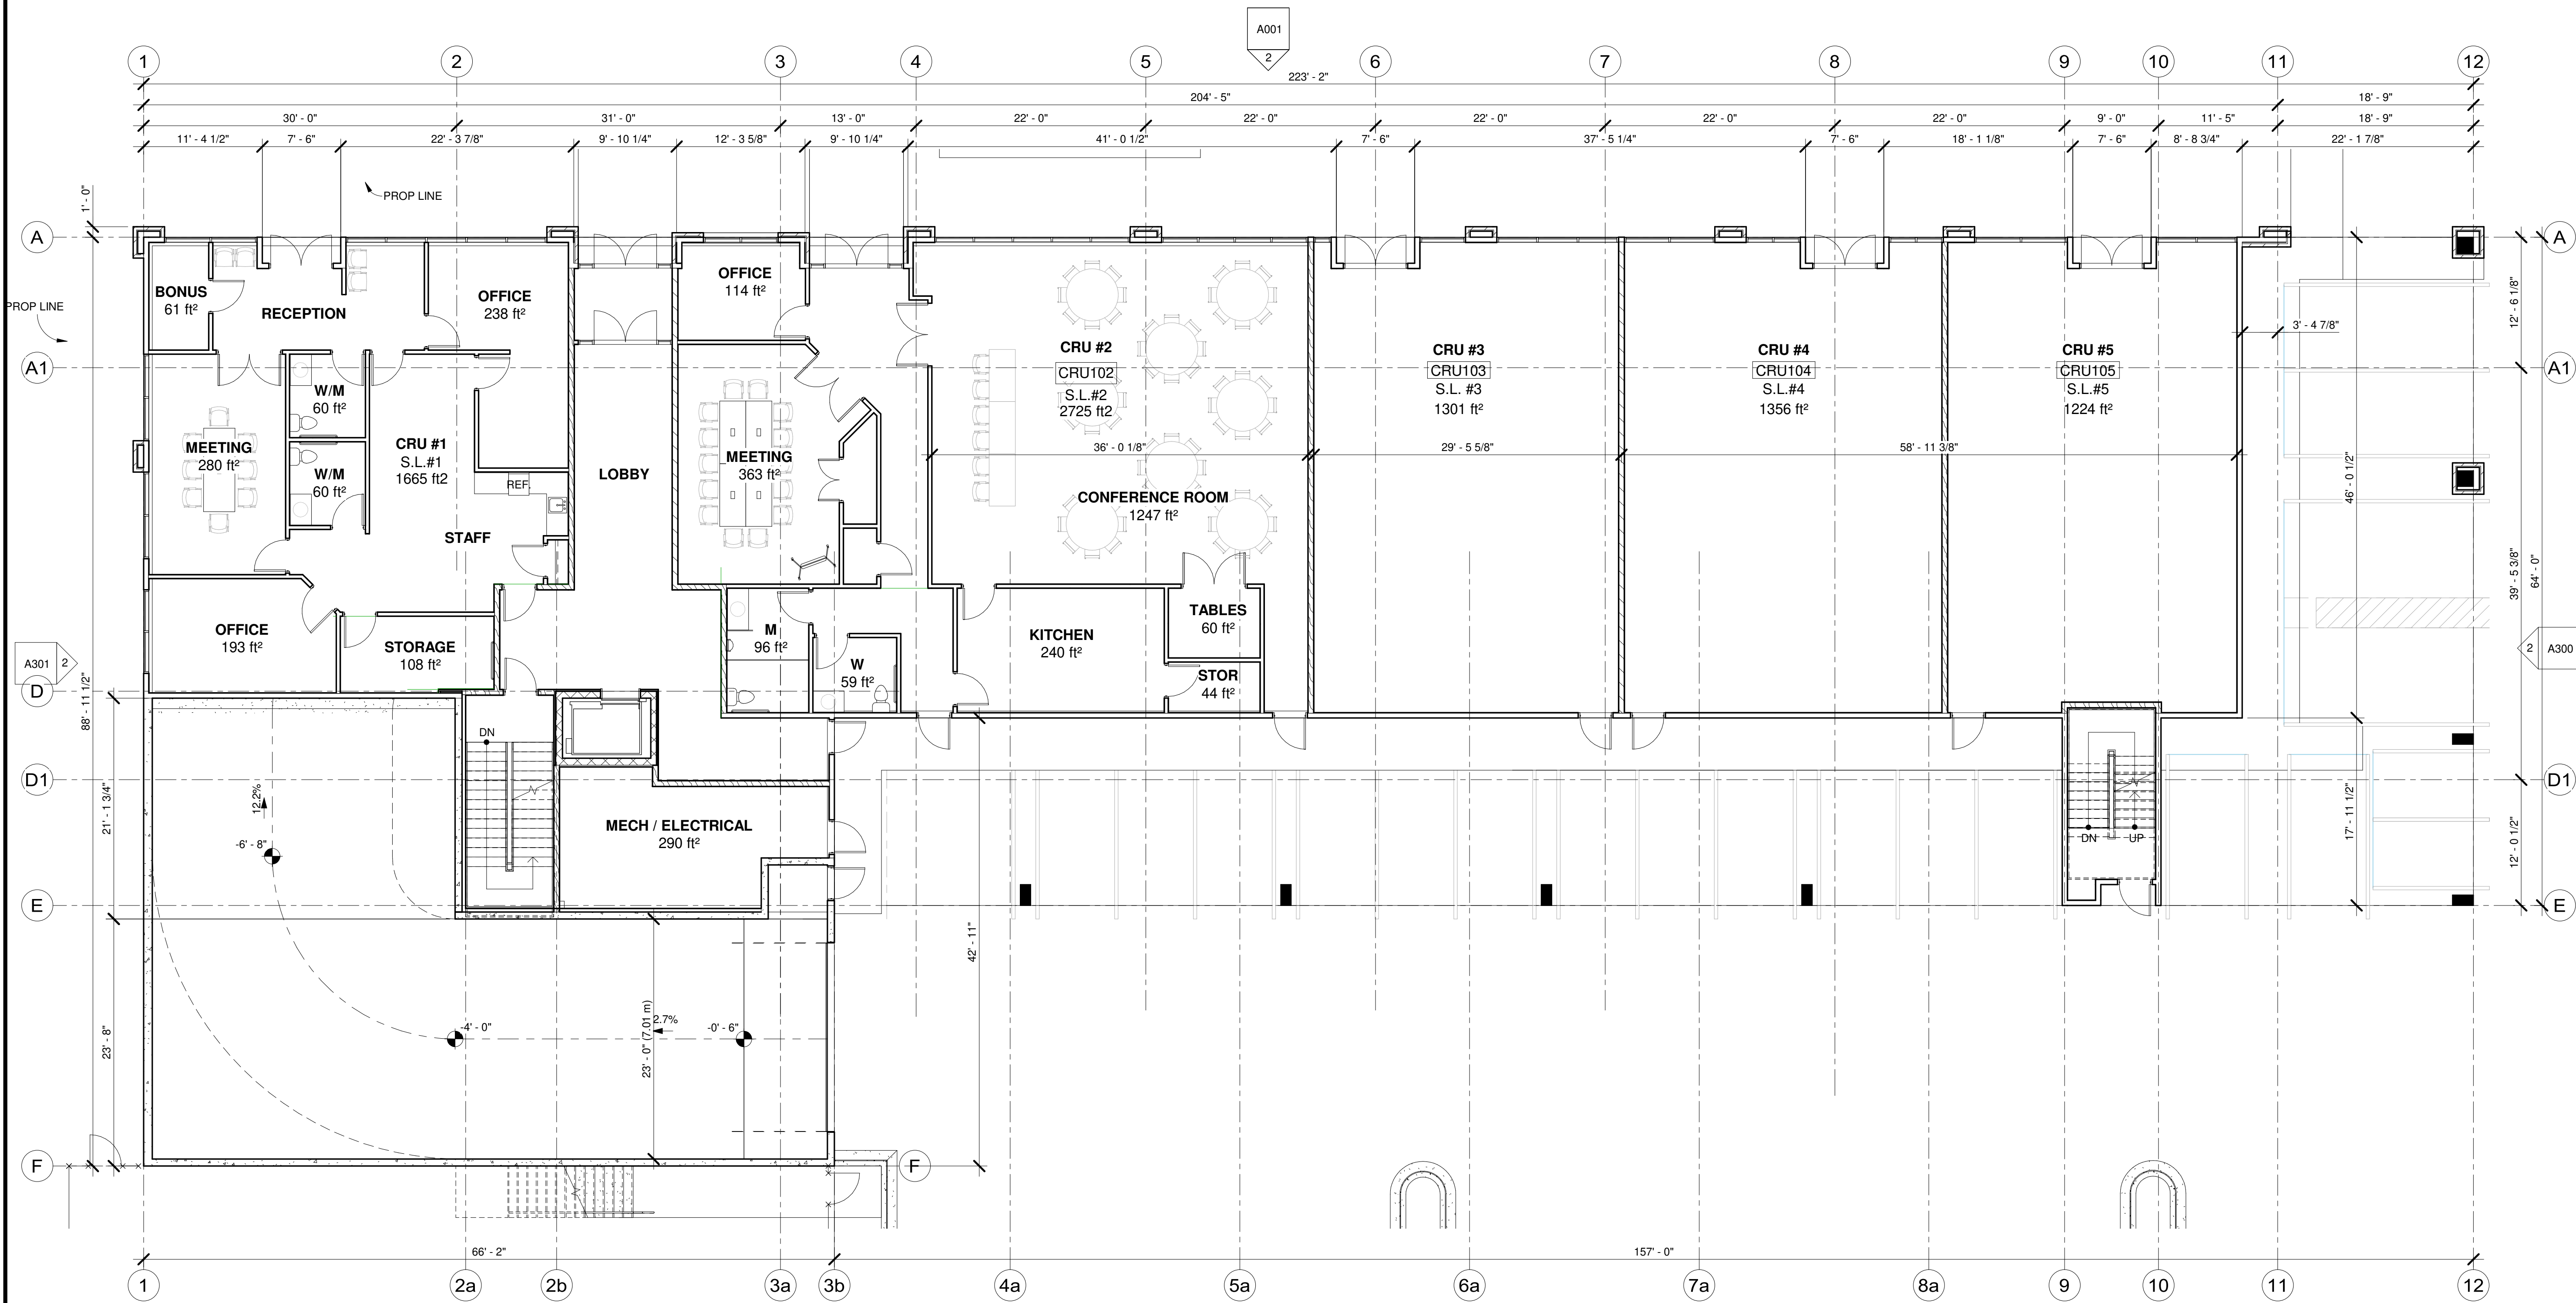 A001
2
1
2
3
4
5
6
7
8
9
10
11
12
223' - 2"
204' - 5"
18' - 9"
30' - 0"
31' - 0"
13' - 0"
22' - 0"
22' - 0"
22' - 0"
22' - 0"
22' - 0"
9' - 0"
11' - 5"
18' - 9"
11' - 4 1/2"
7' - 6"
22' - 3 7/8"
9' - 10 1/4"
12' - 3 5/8"
9' - 10 1/4"
41' - 0 1/2"
7' - 6"
37' - 5 1/4"
7' - 6"
18' - 1 1/8"
7' - 6"
8' - 8 3/4"
22' - 1 7/8"
1' - 0"
PROP LINE
A
A
PROP LINE
BONUS
61 ft²
RECEPTION
OFFICE
238 ft²
OFFICE
114 ft²
12' - 6 1/8"
3' - 4 7/8"
A1
A1
W/M
60 ft²
MEETING
280 ft²
W/M
60 ft²
CRU #1
S.L.#1
1665 ft2
REF.
LOBBY
STAFF
MEETING
363 ft²
CRU #2
CRU102
S.L.#2
2725 ft2
36' - 0 1/8"
CONFERENCE ROOM
1247 ft²
CRU #3
CRU103
S.L. #3
1301 ft²
29' - 5 5/8"
CRU #4
CRU104
S.L.#4
1356 ft²
58' - 11 3/8"
CRU #5
CRU105
S.L.#5
1224 ft²
46' - 0 1/2"
39' - 5 3/8"
64' - 0"
OFFICE
193 ft²
STORAGE
108 ft²
M
96 ft²
W
59 ft²
KITCHEN
240 ft²
TABLES
60 ft²
STOR
44 ft²
A301
2
2
A300
D
88' - 11 1/2"
DN
D1
D1
21' - 1 3/4"
12.2%
-6' - 8"
MECH / ELECTRICAL
290 ft²
DN
UP
17' - 11 1/2"
12' - 0 1/2"
E
E
42' - 11"
23' - 8"
-4' - 0"
23' - 0" (7.01 m)
2.7%
-0' - 6"
F
F
66' - 2"
157' - 0"
1
2a
2b
3a
3b
4a
5a
6a
7a
8a
9
10
11
12